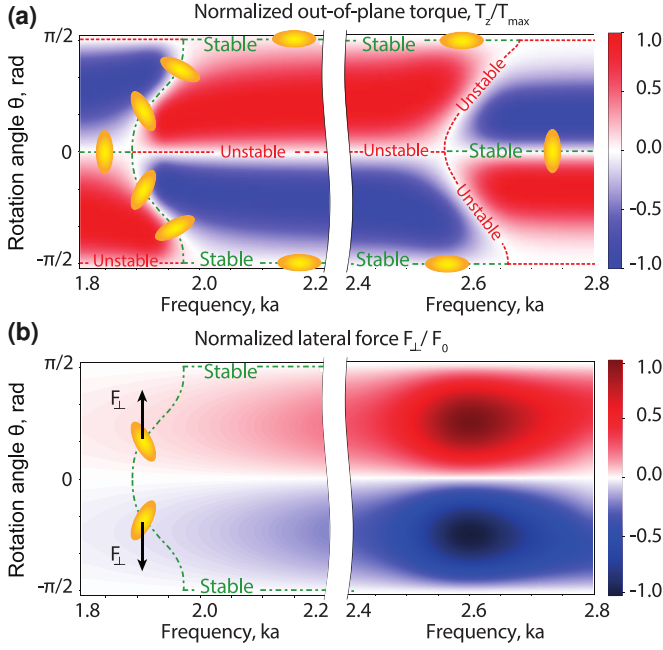 (a) Normalized out-of-plane torque, T_z/T_max
Rotation angle θ, rad
π/2
0
-π/2
Stable
Stable
Unstable
Unstable
Unstable
Stable
Unstable
Unstable
Stable
Stable
1.0
0.5
0.0
-0.5
-1.0
1.8 2.0 2.2 2.4 2.6 2.8
Frequency, ka Frequency, ka
(b) Normalized lateral force F_⊥/ F_0
Rotation angle θ, rad
π/2
0
-π/2
Stable
F_⊥
F_⊥
Stable
1.0
0.5
0.0
-0.5
-1.0
1.8 2.0 2.2 2.4 2.6 2.8
Frequency, ka Frequency, ka